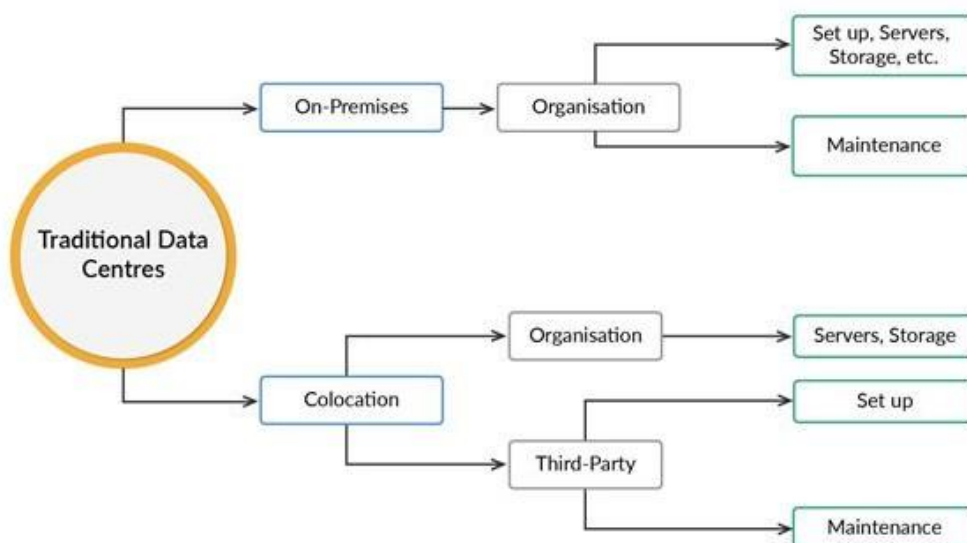 Set up, Servers,
Storage, etc.
On-Premises
Organisation
Maintenance
Traditional Data
Centres
Organisation
Servers, Storage
Colocation
Set up
Third-Party
Maintenance